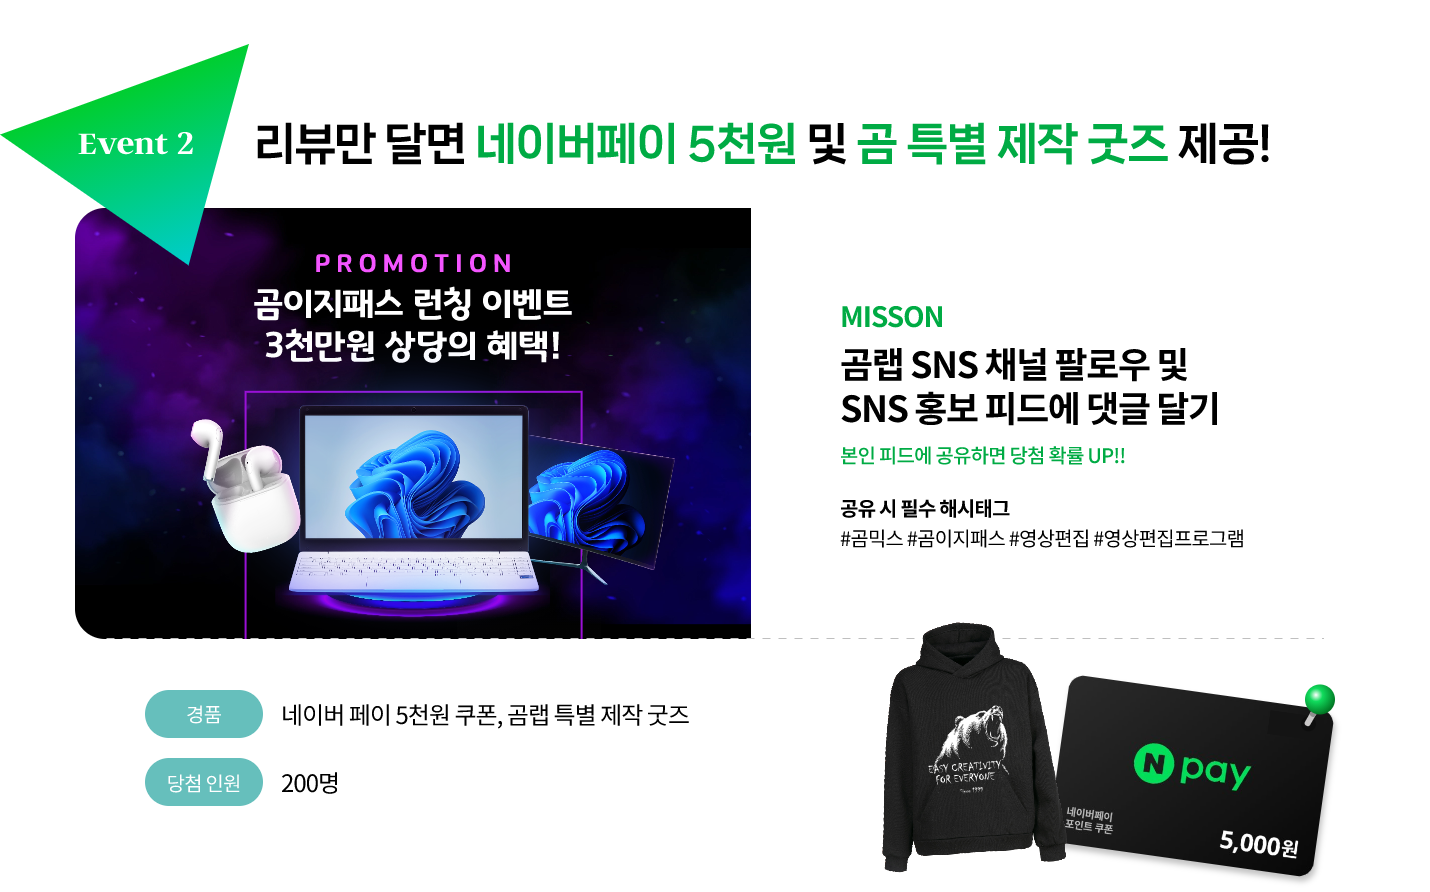 Event 2
리뷰만 달면 네이버페이 5천원 및 곰 특별 제작 굿즈 제공!
PROMOTION
곰이지패스 런칭 이벤트
3천만원 상당의 혜택!
MISSON
곰랩 SNS 채널 팔로우 및
SNS 홍보 피드에 댓글 달기
본인 피드에 공유하면 당첨 확률 UP!!
공유 시 필수 해시태그
#곰믹스 #곰이지패스 #영상편집 #영상편집프로그램
경품
네이버 페이 5천원 쿠폰, 곰랩 특별 제작 굿즈
당첨 인원
200명
EASY CREATIVITY
FOR EVERYONE
Since 1999
N pay
네이버페이
포인트 쿠폰
5,000원